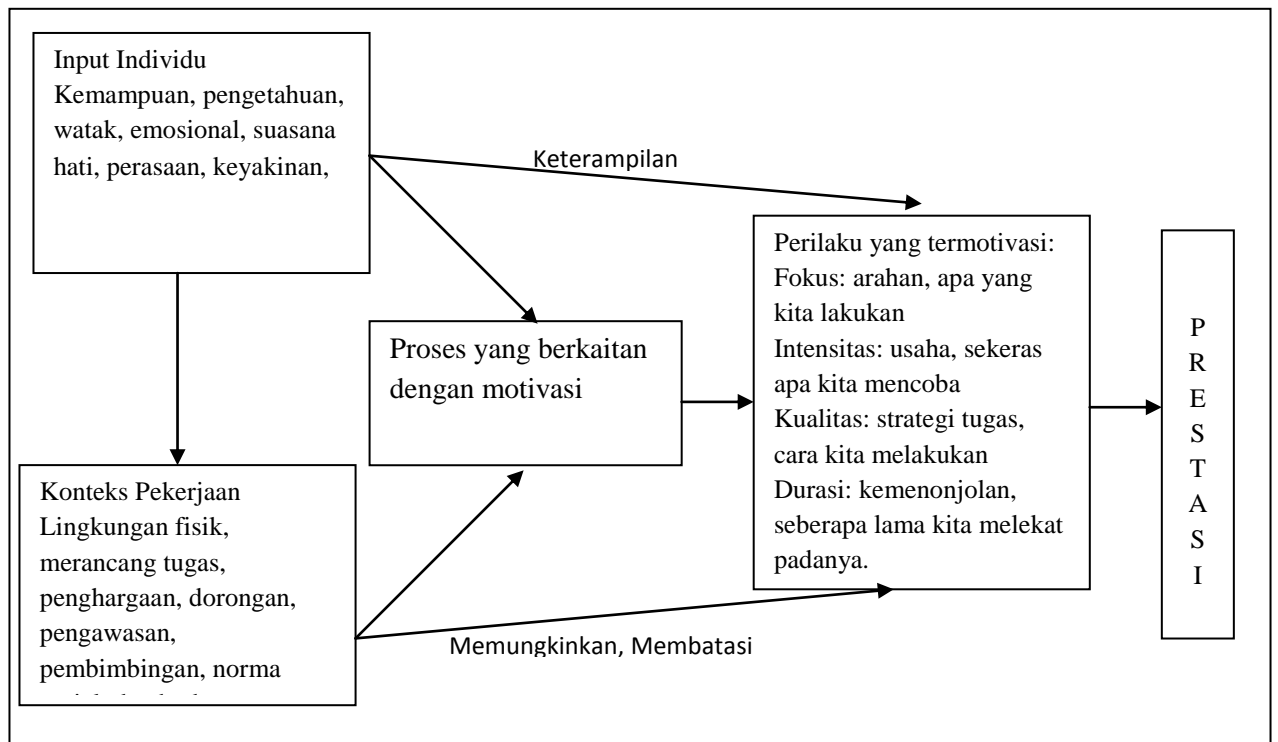 Input Individu
Kemampuan, pengetahuan,
watak, emosional, suasana
hati, perasaan, keyakinan,
Keterampilan
Proses yang berkaitan
dengan motivasi
Perilaku yang termotivasi:
Fokus: arahan, apa yang
kita lakukan
Intensitas: usaha, sekeras
apa kita mencoba
Kualitas: strategi tugas,
cara kita melakukan
Durasi: kemenonjolan,
seberapa lama kita melekat
padanya.
P
R
E
S
T
A
S
I
Konteks Pekerjaan
Lingkungan fisik,
merancang tugas,
penghargaan, dorongan,
pengawasan,
pembimbingan, norma
Memungkinkan, Membatasi